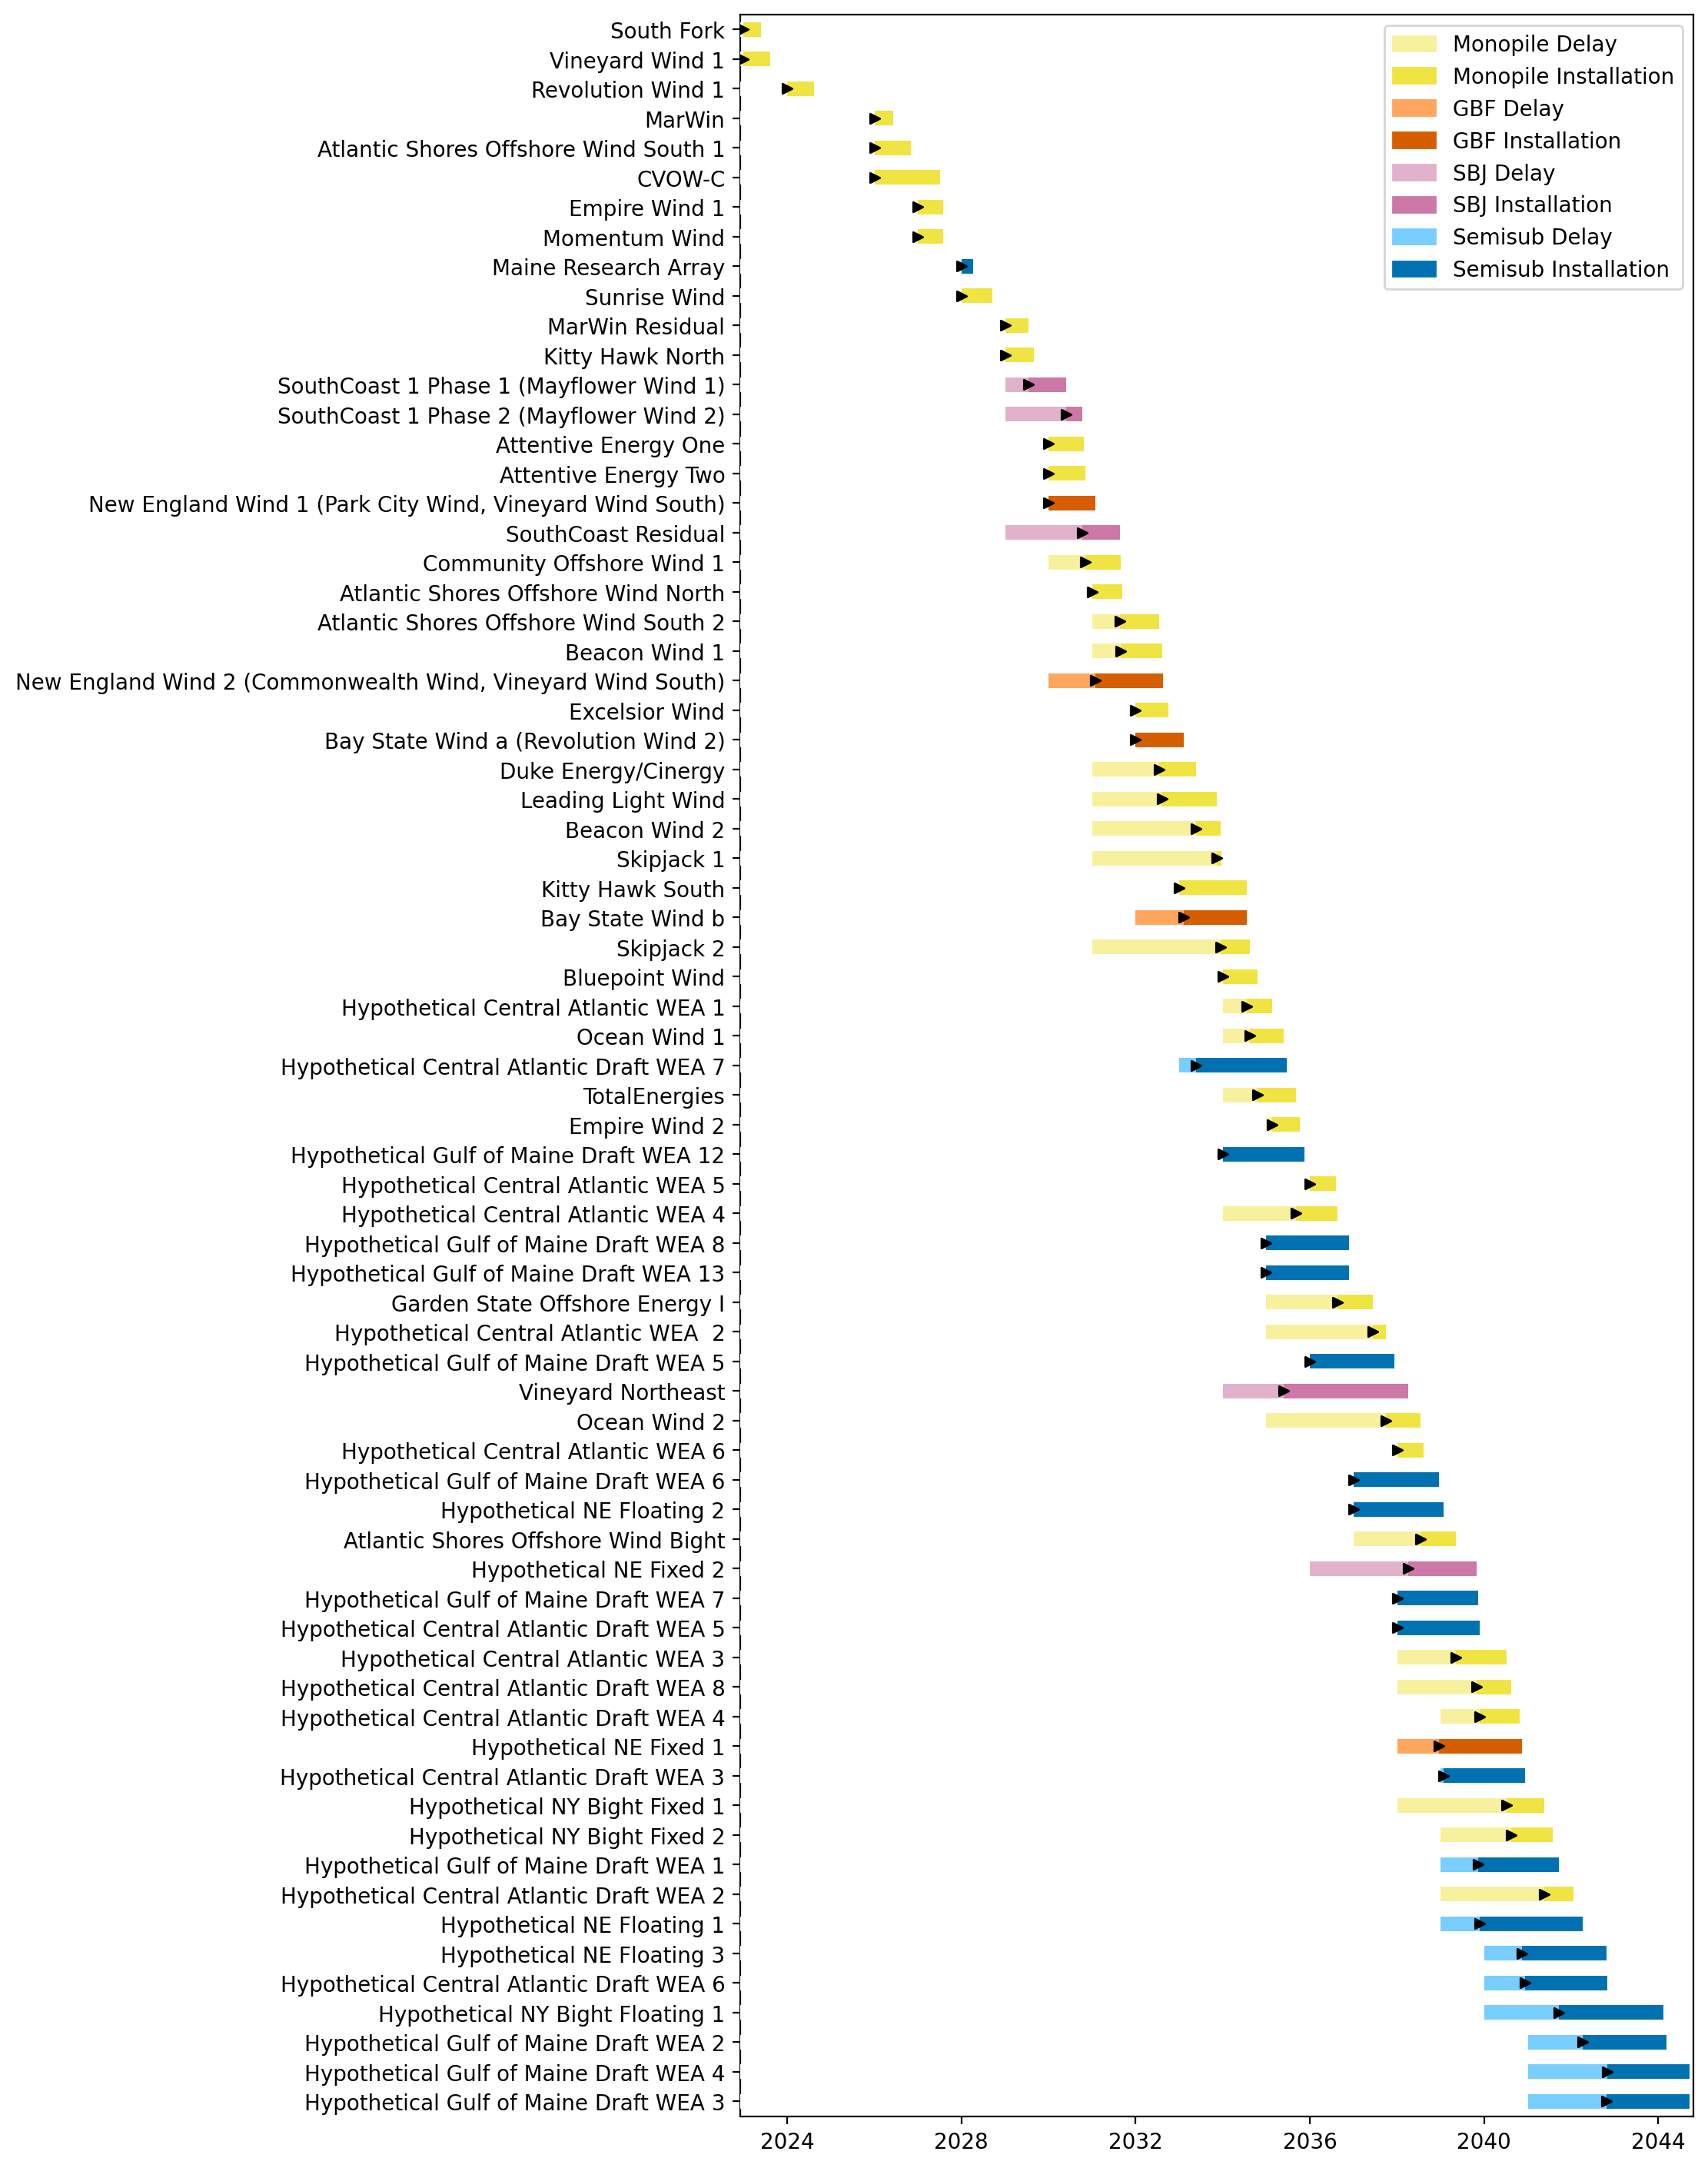 South Fork
Vineyard Wind 1
Revolution Wind 1
MarWin
Atlantic Shores Offshore Wind South 1
CVOW-C
Empire Wind 1
Momentum Wind
Maine Research Array
Sunrise Wind
MarWin Residual
Kitty Hawk North
SouthCoast 1 Phase 1 (Mayflower Wind 1)
SouthCoast 1 Phase 2 (Mayflower Wind 2)
Attentive Energy One
Attentive Energy Two
New England Wind 1 (Park City Wind, Vineyard Wind South)
SouthCoast Residual
Community Offshore Wind 1
Atlantic Shores Offshore Wind North
Atlantic Shores Offshore Wind South 2
Beacon Wind 1
New England Wind 2 (Commonwealth Wind, Vineyard Wind South)
Excelsior Wind
Bay State Wind a (Revolution Wind 2)
Duke Energy/Cinergy
Leading Light Wind
Beacon Wind 2
Skipjack 1
Kitty Hawk South
Bay State Wind b
Skipjack 2
Bluepoint Wind
Hypothetical Central Atlantic WEA 1
Ocean Wind 1
Hypothetical Central Atlantic Draft WEA 7
TotalEnergies
Empire Wind 2
Hypothetical Gulf of Maine Draft WEA 12
Hypothetical Central Atlantic WEA 5
Hypothetical Central Atlantic WEA 4
Hypothetical Gulf of Maine Draft WEA 8
Hypothetical Gulf of Maine Draft WEA 13
Garden State Offshore Energy I
Hypothetical Central Atlantic WEA  2
Hypothetical Gulf of Maine Draft WEA 5
Vineyard Northeast
Ocean Wind 2
Hypothetical Central Atlantic WEA 6
Hypothetical Gulf of Maine Draft WEA 6
Hypothetical NE Floating 2
Atlantic Shores Offshore Wind Bight
Hypothetical NE Fixed 2
Hypothetical Gulf of Maine Draft WEA 7
Hypothetical Central Atlantic Draft WEA 5
Hypothetical Central Atlantic WEA 3
Hypothetical Central Atlantic Draft WEA 8
Hypothetical Central Atlantic Draft WEA 4
Hypothetical NE Fixed 1
Hypothetical Central Atlantic Draft WEA 3
Hypothetical NY Bight Fixed 1
Hypothetical NY Bight Fixed 2
Hypothetical Gulf of Maine Draft WEA 1
Hypothetical Central Atlantic Draft WEA 2
Hypothetical NE Floating 1
Hypothetical NE Floating 3
Hypothetical Central Atlantic Draft WEA 6
Hypothetical NY Bight Floating 1
Hypothetical Gulf of Maine Draft WEA 2
Hypothetical Gulf of Maine Draft WEA 4
Hypothetical Gulf of Maine Draft WEA 3
Monopile Delay
Monopile Installation
GBF Delay
GBF Installation
SBJ Delay
SBJ Installation
Semisub Delay
Semisub Installation
2024 2028 2032 2036 2040 2044